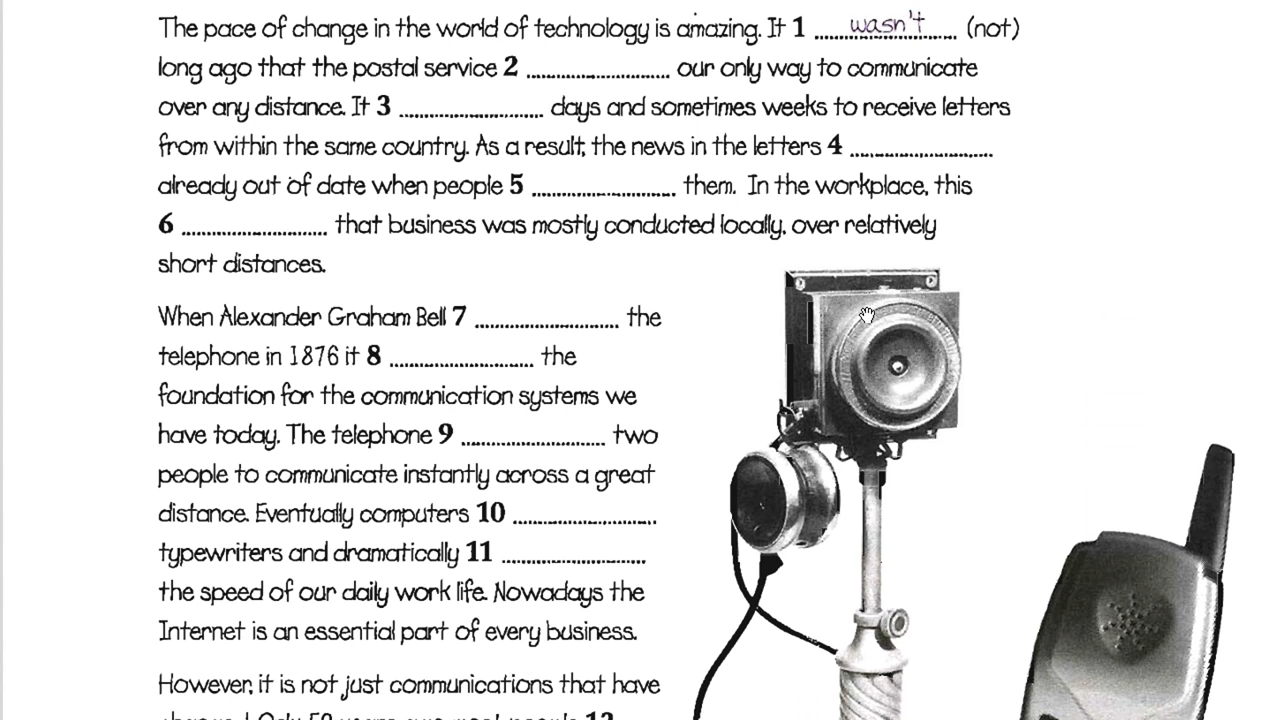 The pace of change in the world of technology is amazing. It 1 ....wasn't.... (not)
long ago that the postal service 2 ........................ our only way to communicate
over any distance. It 3 ........................ days and sometimes weeks to receive letters
from within the same country. As a result, the news in the letters 4 ........................
already out of date when people 5 ........................ them. In the workplace, this
6 ........................ that business was mostly conducted locally, over relatively
short distances.
When Alexander Graham Bell 7 ........................ the
telephone in 1876 it 8 ........................ the
foundation for the communication systems we
have today. The telephone 9 ........................ two
people to communicate instantly across a great
distance. Eventually computers 10 ........................
typewriters and dramatically 11 ........................
the speed of our daily work life. Nowadays the
Internet is an essential part of every business.
However, it is not just communications that have